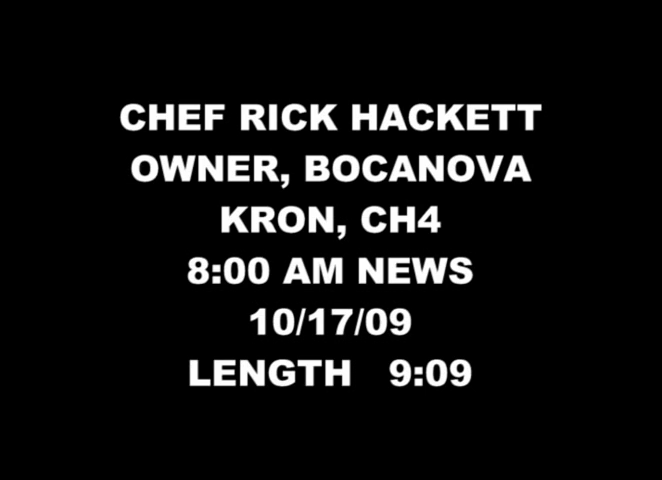 CHEF RICK HACKETT
OWNER, BOCANOVA
KRON, CH4
8:00 AM NEWS
10/17/09
LENGTH   9:09